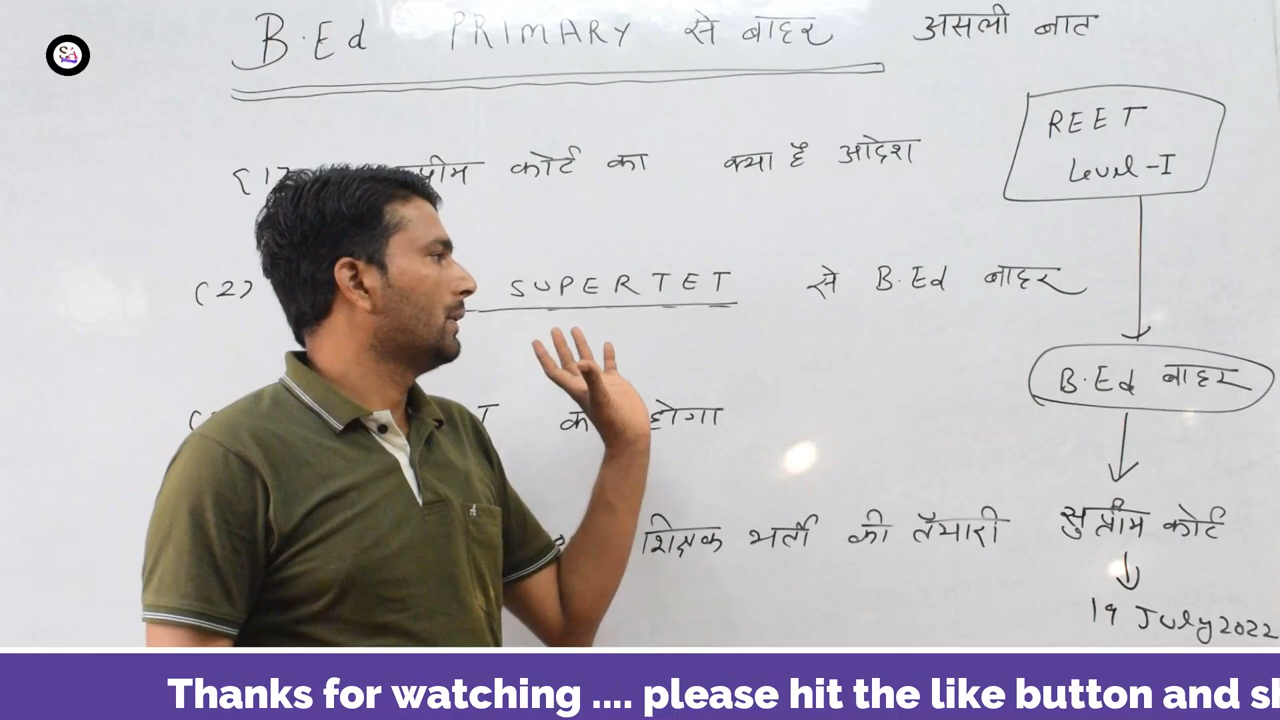 B.Ed PRIMARY से बाहर असली बात
REET
Level-I
कोर्ट का क्या है आदेश
(2) SUPERTET से B.Ed बाहर
B.Ed बाहर
होगा
शिक्षक भर्ती की तैयारी
सुप्रीम कोर्ट
19 July 2022
Thanks for watching .... please hit the like button and